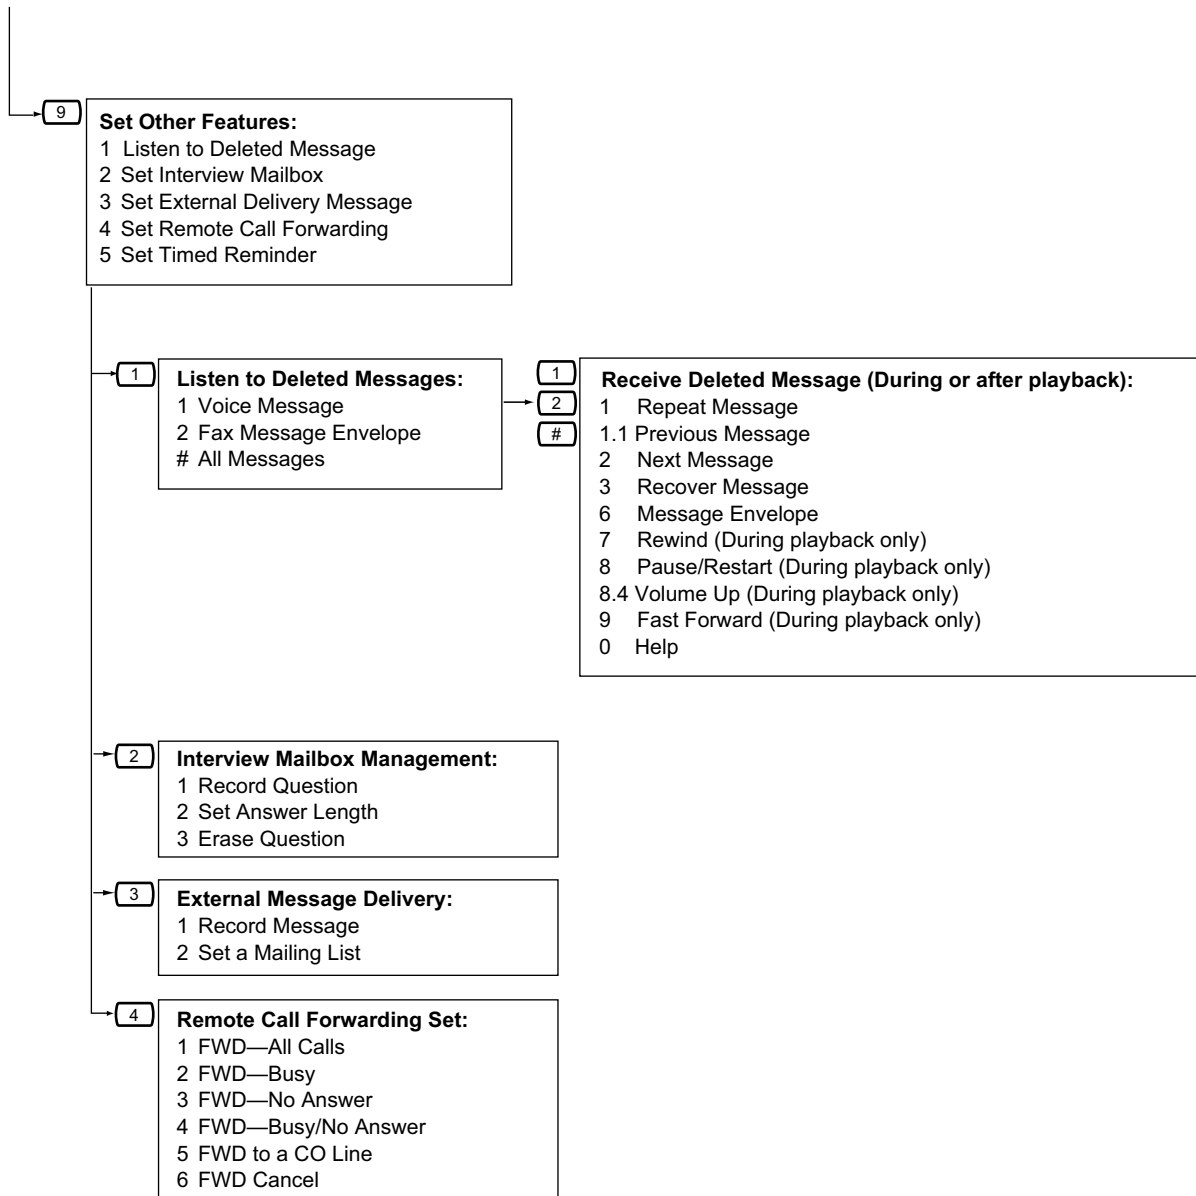 9
Set Other Features:
1 Listen to Deleted Message
2 Set Interview Mailbox
3 Set External Delivery Message
4 Set Remote Call Forwarding
5 Set Timed Reminder
1
Listen to Deleted Messages:
1 Voice Message
2 Fax Message Envelope
# All Messages
1
2
#
Receive Deleted Message (During or after playback):
1 Repeat Message
1.1 Previous Message
2 Next Message
3 Recover Message
6 Message Envelope
7 Rewind (During playback only)
8 Pause/Restart (During playback only)
8.4 Volume Up (During playback only)
9 Fast Forward (During playback only)
0 Help
2
Interview Mailbox Management:
1 Record Question
2 Set Answer Length
3 Erase Question
3
External Message Delivery:
1 Record Message
2 Set a Mailing List
4
Remote Call Forwarding Set:
1 FWD—All Calls
2 FWD—Busy
3 FWD—No Answer
4 FWD—Busy/No Answer
5 FWD to a CO Line
6 FWD Cancel